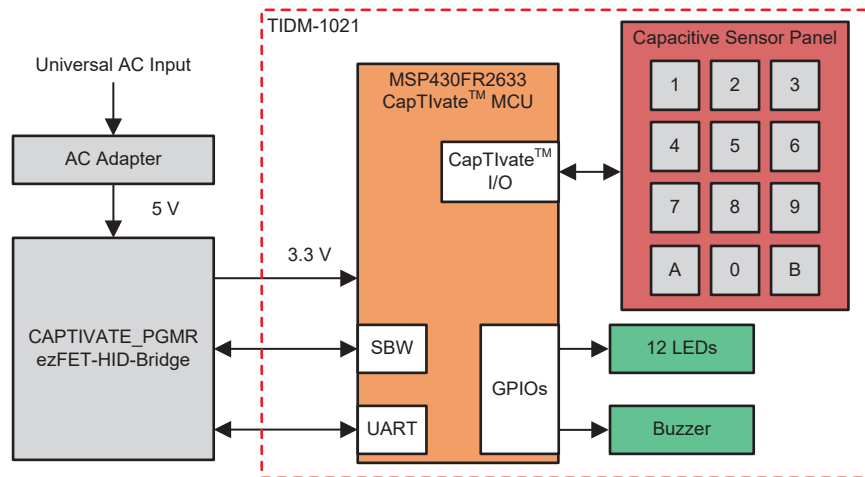 TIDM-1021
Universal AC Input
AC Adapter
5 V
CAPTIVATE_PGMR
ezFET-HID-Bridge
3.3 V
MSP430FR2633
CapTIvate™ MCU
CapTIvate™
I/O
SBW
UART
GPIOs
Capacitive Sensor Panel
1 2 3
4 5 6
7 8 9
A 0 B
12 LEDs
Buzzer